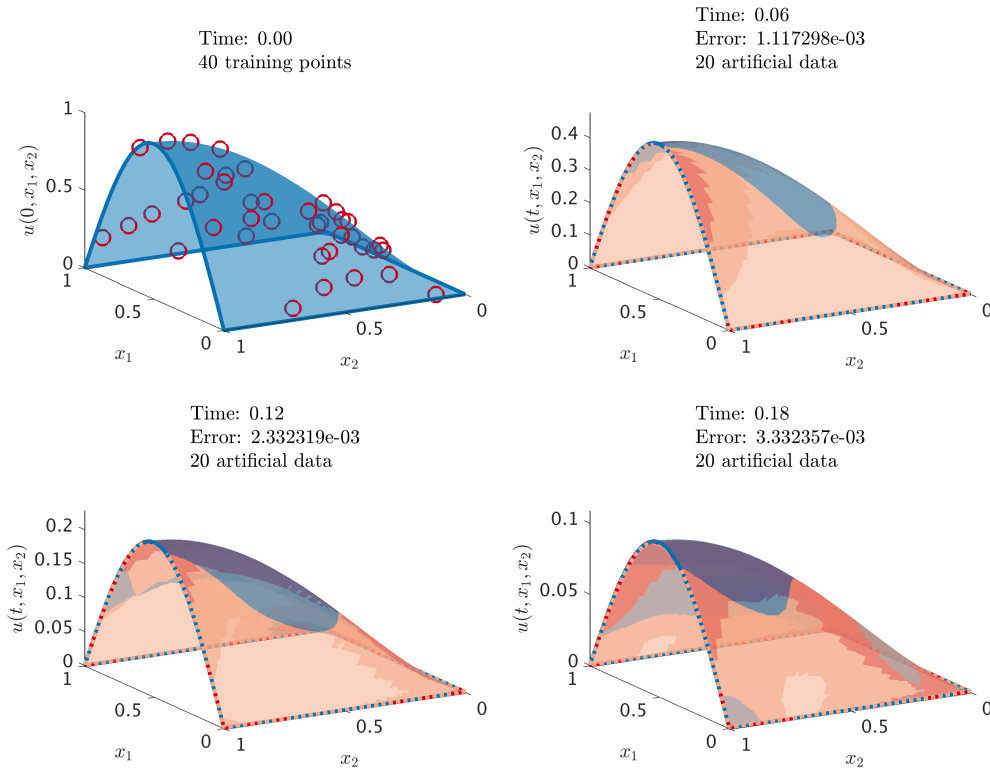 Time: 0.00
40 training points
1
0.5
0
u(0, x₁, x₂)
1
0.5
0
x₁
1
0.5
0
x₂
Time: 0.06
Error: 1.117298e-03
20 artificial data
0.4
0.3
0.2
0.1
0
u(t, x₁, x₂)
1
0.5
0
x₁
1
0.5
0
x₂
Time: 0.12
Error: 2.332319e-03
20 artificial data
0.2
0.15
0.1
0.05
0
u(t, x₁, x₂)
1
0.5
0
x₁
1
0.5
0
x₂
Time: 0.18
Error: 3.332357e-03
20 artificial data
0.1
0.05
0
u(t, x₁, x₂)
1
0.5
0
x₁
1
0.5
0
x₂